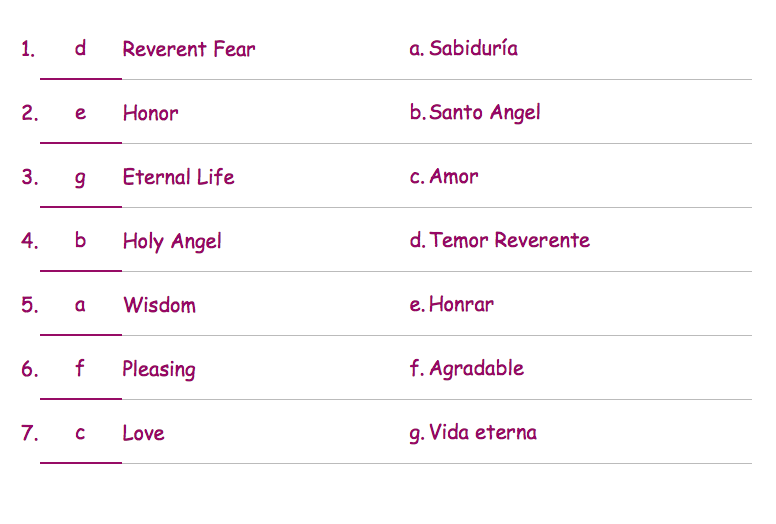 1. d Reverent Fear a. Sabiduría
2. e Honor b. Santo Angel
3. g Eternal Life c. Amor
4. b Holy Angel d. Temor Reverente
5. a Wisdom e. Honrar
6. f Pleasing f. Agradable
7. c Love g. Vida eterna